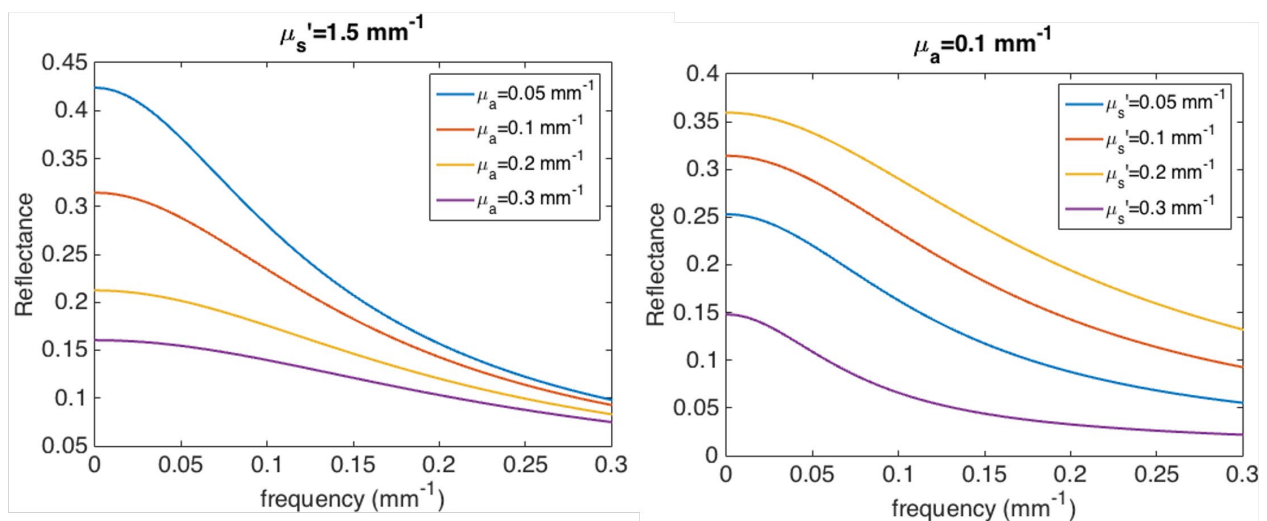 μs'=1.5 mm-1
0.45
0.4
0.35
0.3
0.25
0.2
0.15
0.1
0.05
Reflectance
0 0.05 0.1 0.15 0.2 0.25 0.3
frequency (mm-1)
μa=0.05 mm-1
μa=0.1 mm-1
μa=0.2 mm-1
μa=0.3 mm-1
μa=0.1 mm-1
0.4
0.35
0.3
0.25
0.2
0.15
0.1
0.05
0
Reflectance
0 0.05 0.1 0.15 0.2 0.25 0.3
frequency (mm-1)
μs'=0.05 mm-1
μs'=0.1 mm-1
μs'=0.2 mm-1
μs'=0.3 mm-1